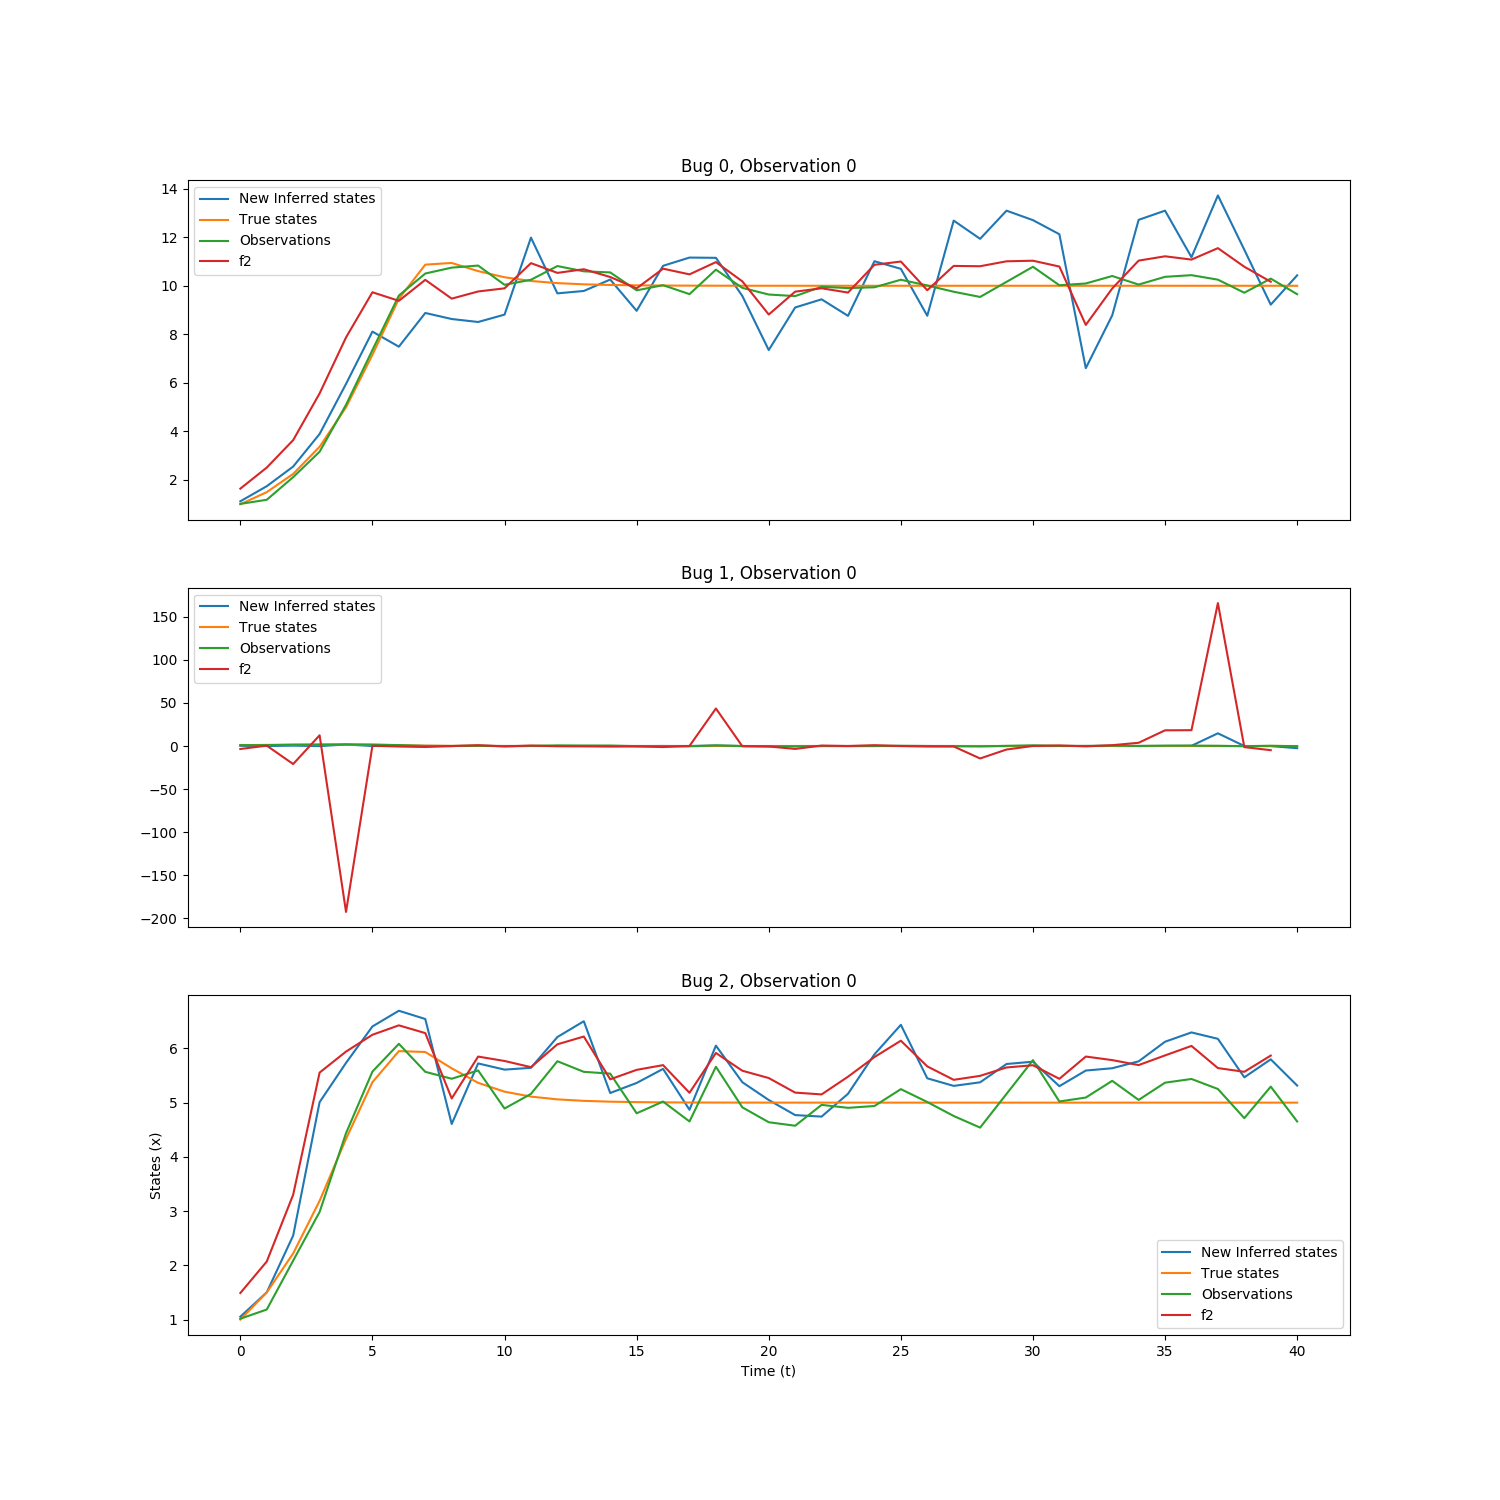 Bug 0, Observation 0
14
12
10
8
6
4
2
New Inferred states
True states
Observations
f2
Bug 1, Observation 0
150
100
50
0
−50
−100
−150
−200
New Inferred states
True states
Observations
f2
Bug 2, Observation 0
6
5
4
3
2
1
States (x)
New Inferred states
True states
Observations
f2
0 5 10 15 20 25 30 35 40
Time (t)